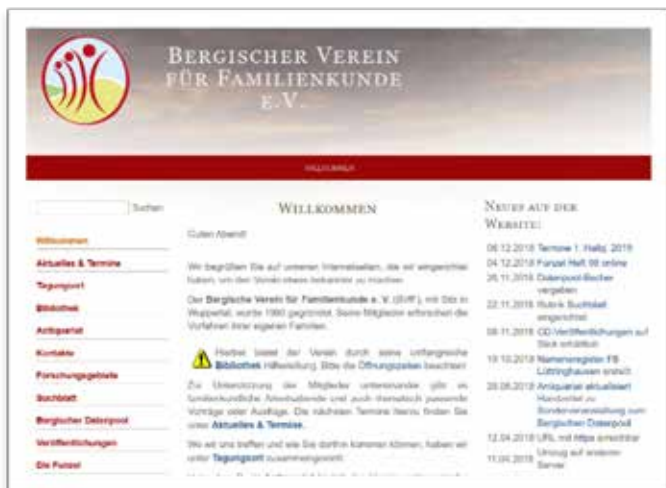 BERGISCHER VEREIN
FÜR FAMILIENKUNDE
E.V.
WILLKOMMEN
Suchen
Willkommen
Aktuelles & Termine
Tagungsort
Bibliothek
Antiquariat
Kontakte
Forschungsgebiete
Suchblatt
Bergischer Datenpool
Veröffentlichungen
Die Funzel
WILLKOMMEN
Guten Abend!
Wir begrüßen Sie auf unseren Internetseiten, die wir eingerichtet
haben, um den Verein etwas bekannter zu machen.
Der Bergische Verein für Familienkunde e. V. (BVfF), mit Sitz in
Wuppertal, wurde gegründet. Seine Mitglieder erforschen die
Vorfahren ihrer eigenen Familien.
Hierbei bietet der Verein durch seine umfangreiche
Bibliothek Hilfestellung. Bitte die Öffnungszeiten beachten!
Zur Unterstützung der Mitglieder untereinander gibt es
familienkundliche Arbeitsabende und auch thematisch passende
Vorträge oder Ausflüge. Die nächsten Termine hierzu finden Sie
unter Aktuelles & Termine.
Wo wir uns treffen und wie Sie dorthin kommen können, haben wir
unter Tagungsort zusammengestellt.
NEUES AUF DER
WEBSITE:
06.12.2018 Termine 1. Halbj. 2019
04.12.2018 Funzel Heft 98 online
26.11.2018 Datenpool-Becher
vergeben
22.11.2018 Rubrik Suchblatt
eingerichtet
08.11.2018 CD-Veröffentlichungen auf
Stick erhältlich
19.10.2018 Namensregister FB
Lüttringhausen erstellt
28.08.2018 Antiquariat aktualisiert
Handzettel zu
Sonderveranstaltung zum
Bergischen Datenpool
12.04.2018 URL mit https erreichbar
11.04.2018 Umzug auf anderen
Server